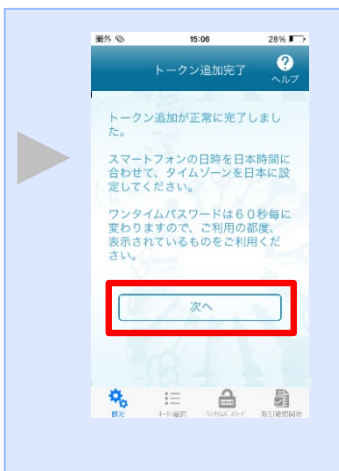 圏外
15:06
28%
トークン追加完了
?
ヘルプ
トークン追加が正常に完了しまし
た。
スマートフォンの日時を日本時間に
合わせて、タイムゾーンを日本に設
定してください。
ワンタイムパスワードは６０秒毎に
変わりますので、ご利用の都度、
表示されているものをご利用くだ
さい。
次へ
設定
トークン選択
ワンタイムパスワード
取引確認開始